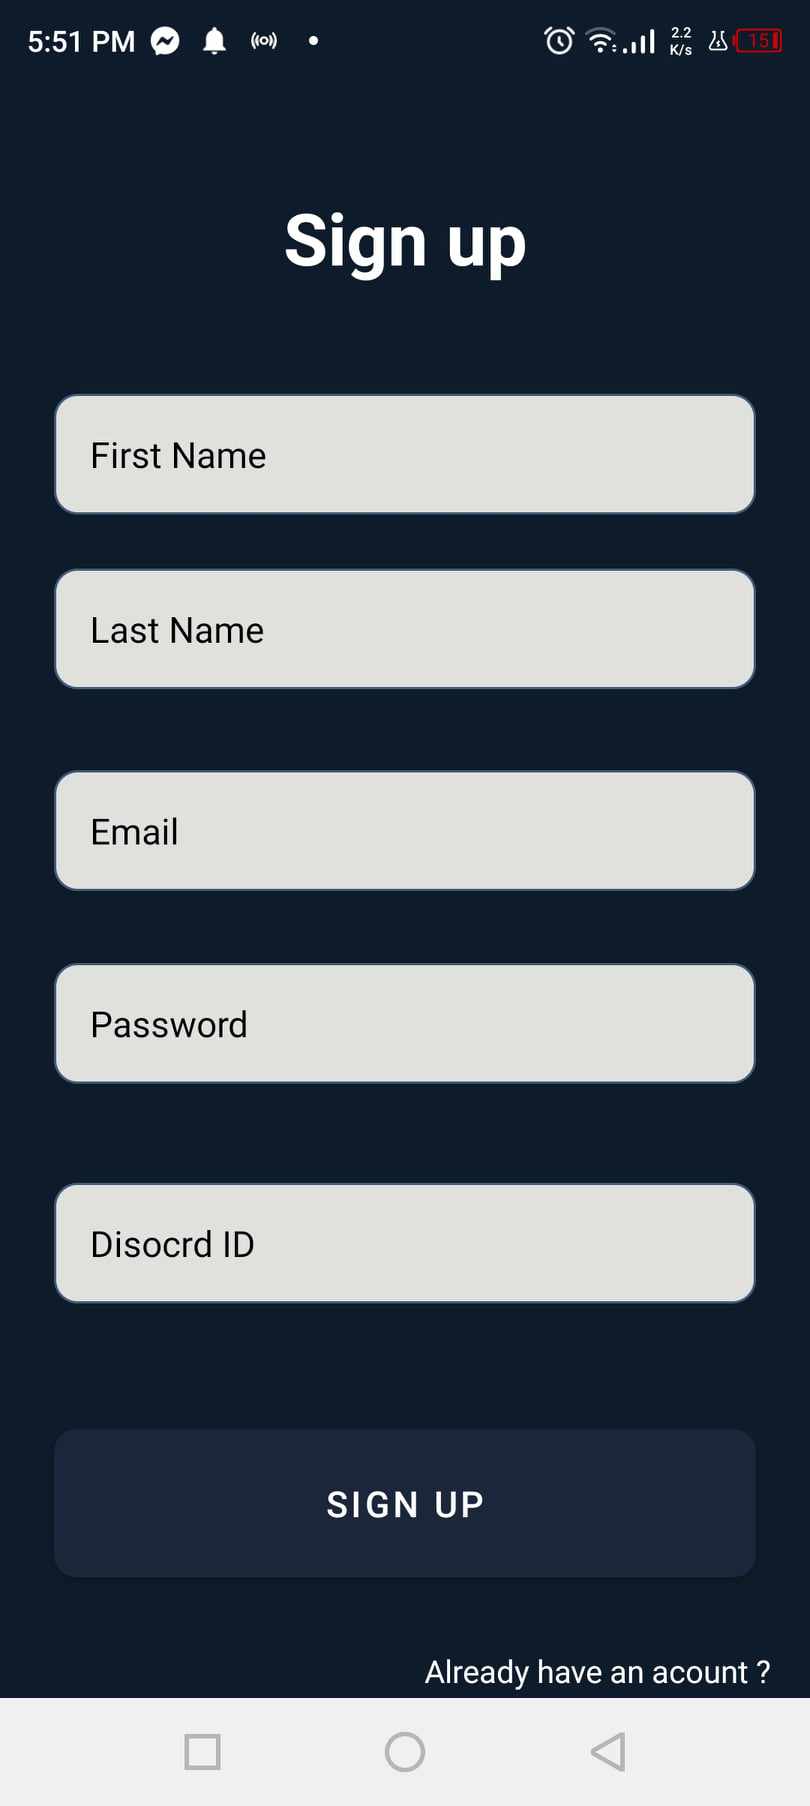 5:51 PM
2.2
K/s
15
Sign up
First Name
Last Name
Email
Password
Disocrd ID
SIGN UP
Already have an acount ?